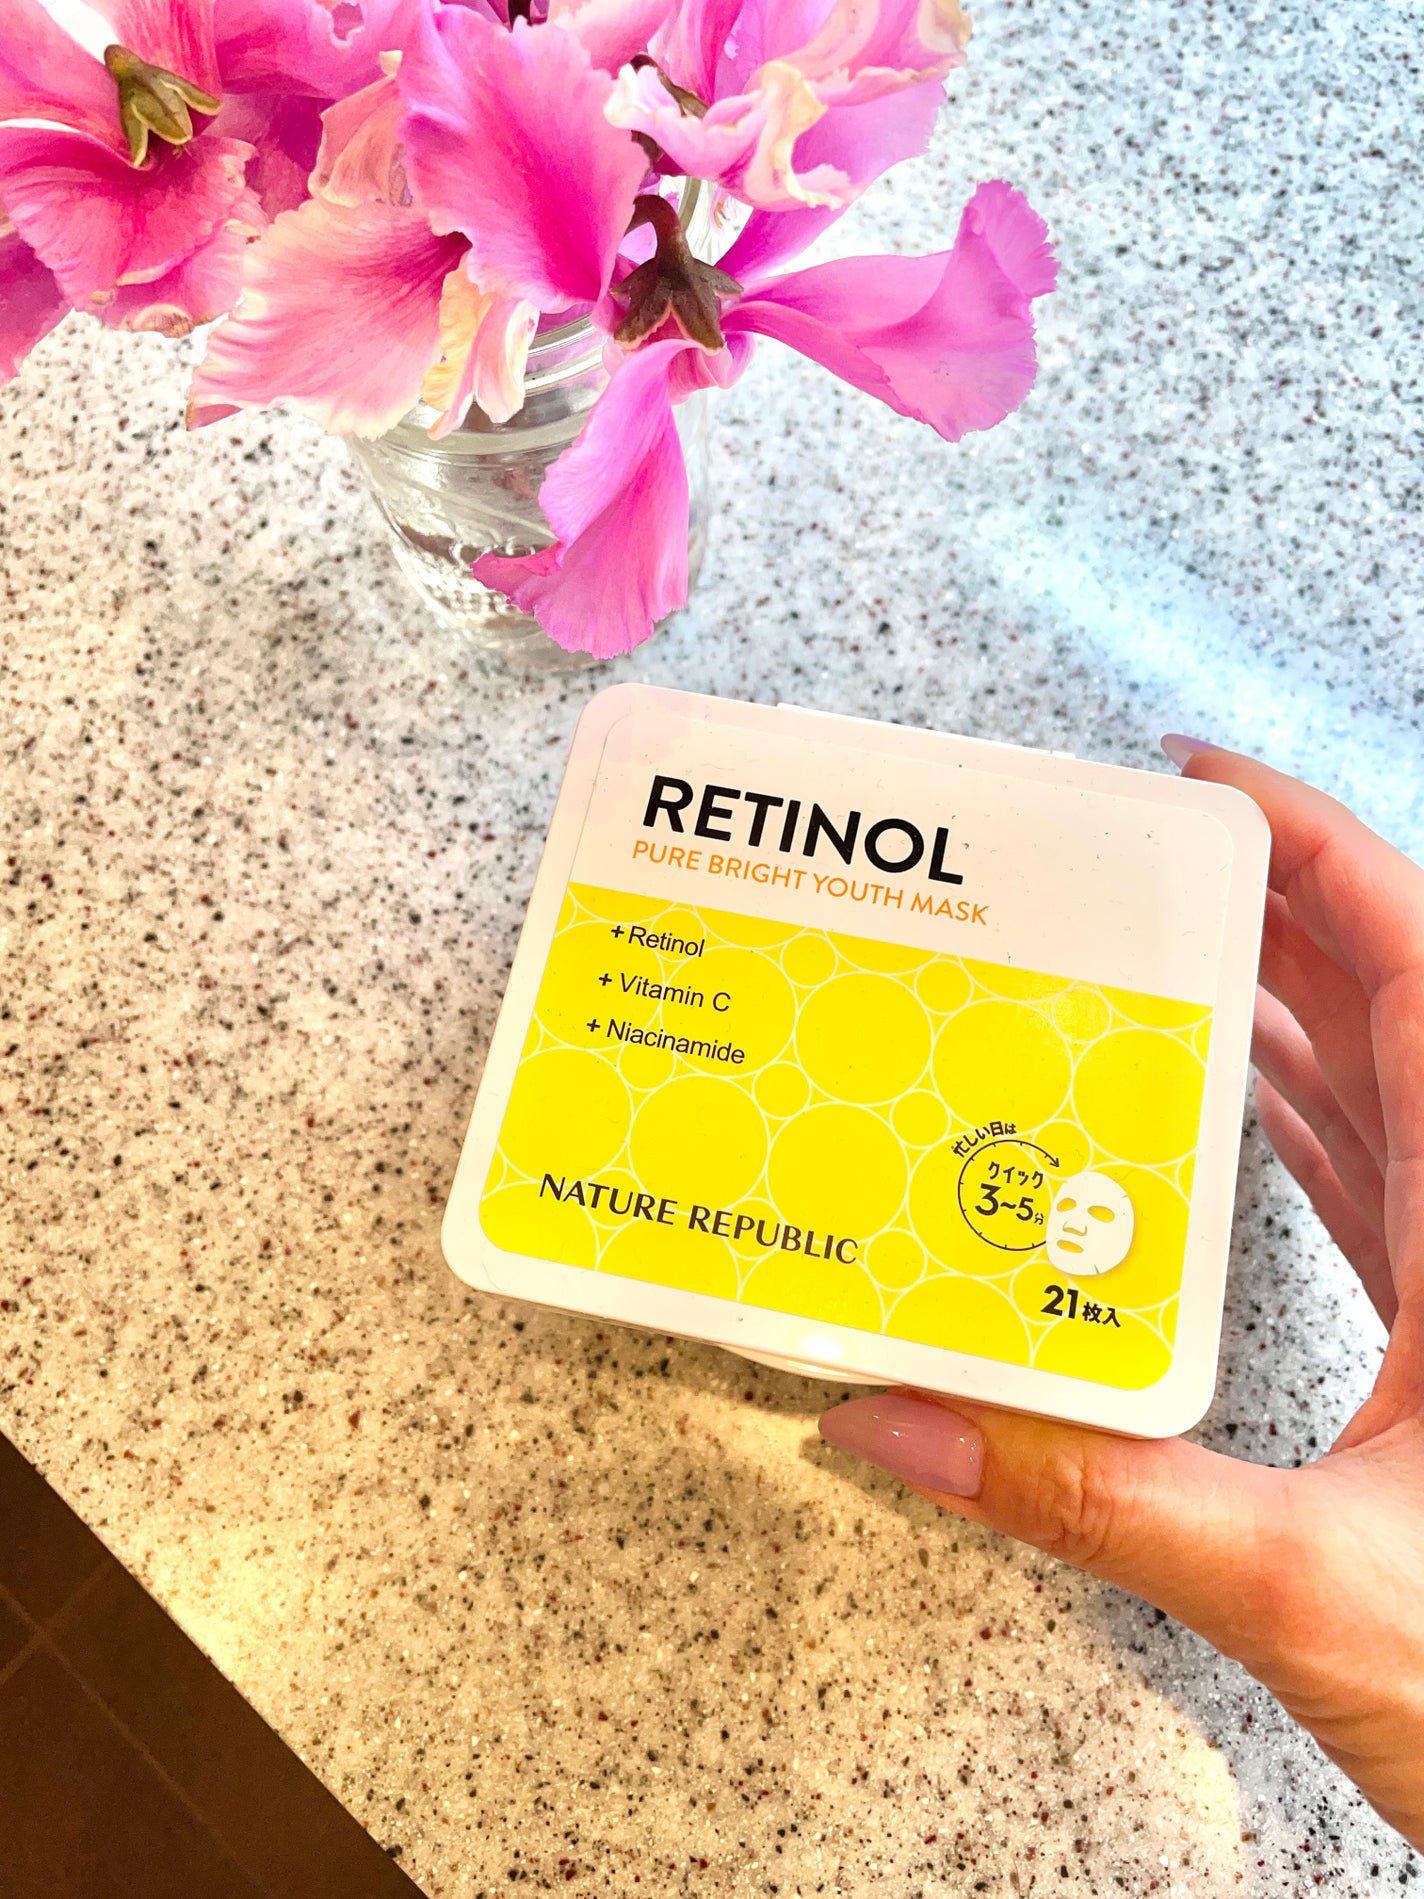 RETINOL
PURE BRIGHT YOUTH MASK
+ Retinol
+ Vitamin C
+ Niacinamide
NATURE REPUBLIC
忙しい日は
クイック
3~5分
21枚入